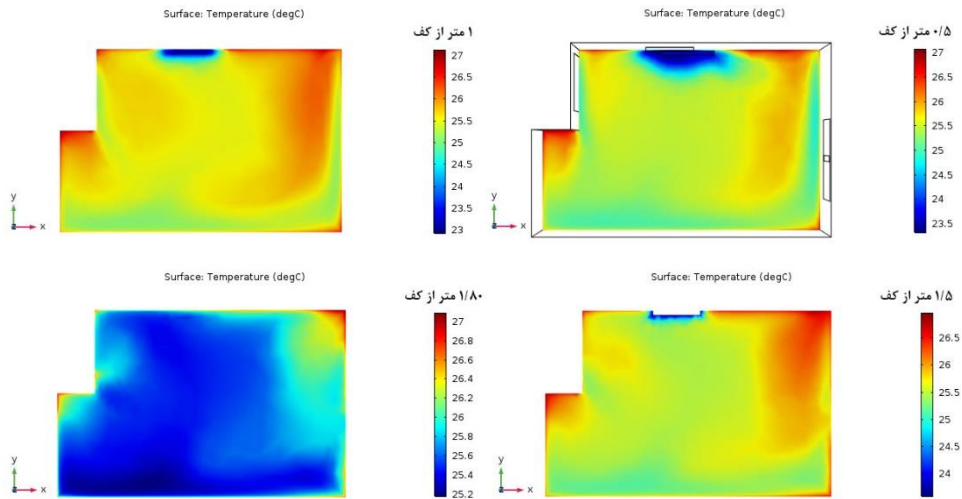 Surface: Temperature (degC)
۱ متر از کف
27
26.5
26
25.5
25
24.5
24
23.5
23
y
x
Surface: Temperature (degC)
۰/۵ متر از کف
27
26.5
26
25.5
25
24.5
24
23.5
y
x
Surface: Temperature (degC)
۱/۸۰ متر از کف
27
26.8
26.6
26.4
26.2
26
25.8
25.6
25.4
25.2
y
x
Surface: Temperature (degC)
۱/۵ متر از کف
26.5
26
25.5
25
24.5
24
y
x